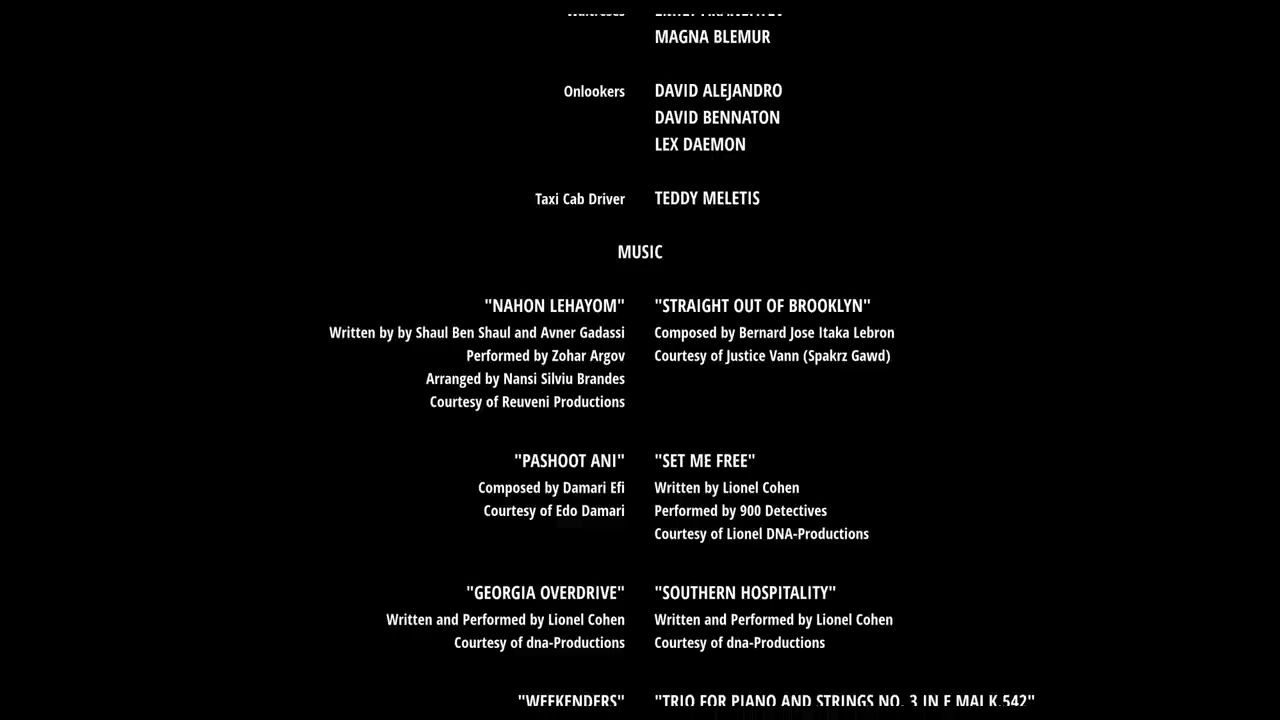 Waitreses
MAGNA BLEMUR
Onlookers DAVID ALEJANDRO
DAVID BENNATON
LEX DAEMON
Taxi Cab Driver TEDDY MELETIS
MUSIC
"NAHON LEHAYOM"
Written by by Shaul Ben Shaul and Avner Gadassi
Performed by Zohar Argov
Arranged by Nansi Silviu Brandes
Courtesy of Reuveni Productions
"STRAIGHT OUT OF BROOKLYN"
Composed by Bernard Jose Itaka Lebron
Courtesy of Justice Vann (Spakrz Gawd)
"PASHOOT ANI"
Composed by Damari Efi
Courtesy of Edo Damari
"SET ME FREE"
Written by Lionel Cohen
Performed by 900 Detectives
Courtesy of Lionel DNA-Productions
"GEORGIA OVERDRIVE"
Written and Performed by Lionel Cohen
Courtesy of dna-Productions
"SOUTHERN HOSPITALITY"
Written and Performed by Lionel Cohen
Courtesy of dna-Productions
"WEEKENDERS"
"TRIO FOR PIANO AND STRINGS NO. 3 IN E MAJ K.542"